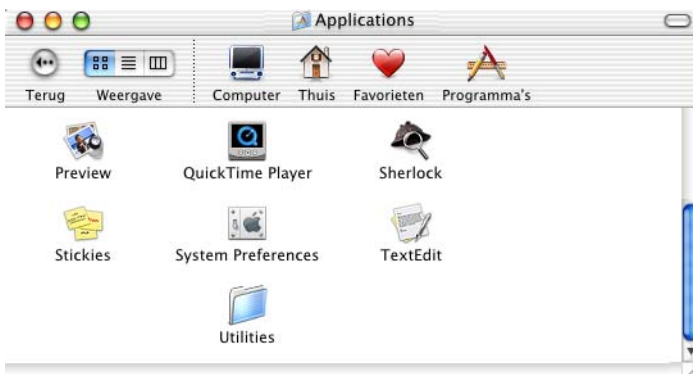 Applications
Terug Weergave Computer Thuis Favorieten Programma's
Preview QuickTime Player Sherlock
Stickies System Preferences TextEdit
Utilities